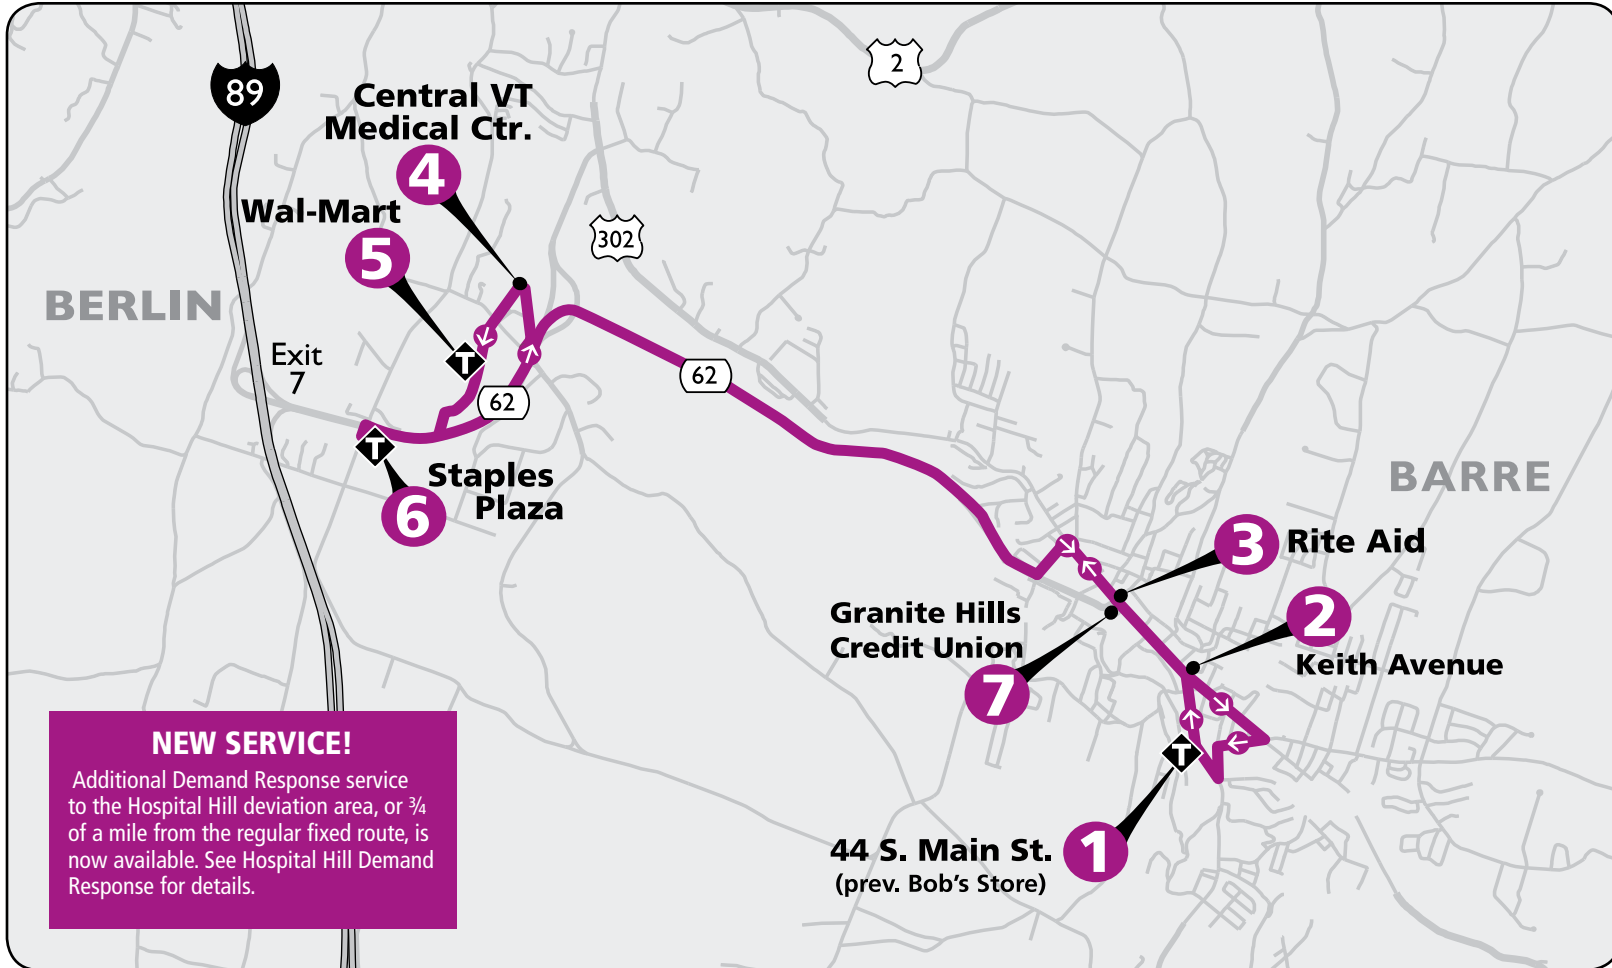 2
89
Central VT
Medical Ctr.
4
Wal-Mart
5
302
BERLIN
Exit
7
62
62
T
T
Staples
Plaza
6
BARRE
3
Rite Aid
2
Keith Avenue
Granite Hills
Credit Union
7
T
44 S. Main St.
(prev. Bob's Store)
1
NEW SERVICE!
Additional Demand Response service
to the Hospital Hill deviation area, or ¾
of a mile from the regular fixed route, is
now available. See Hospital Hill Demand
Response for details.